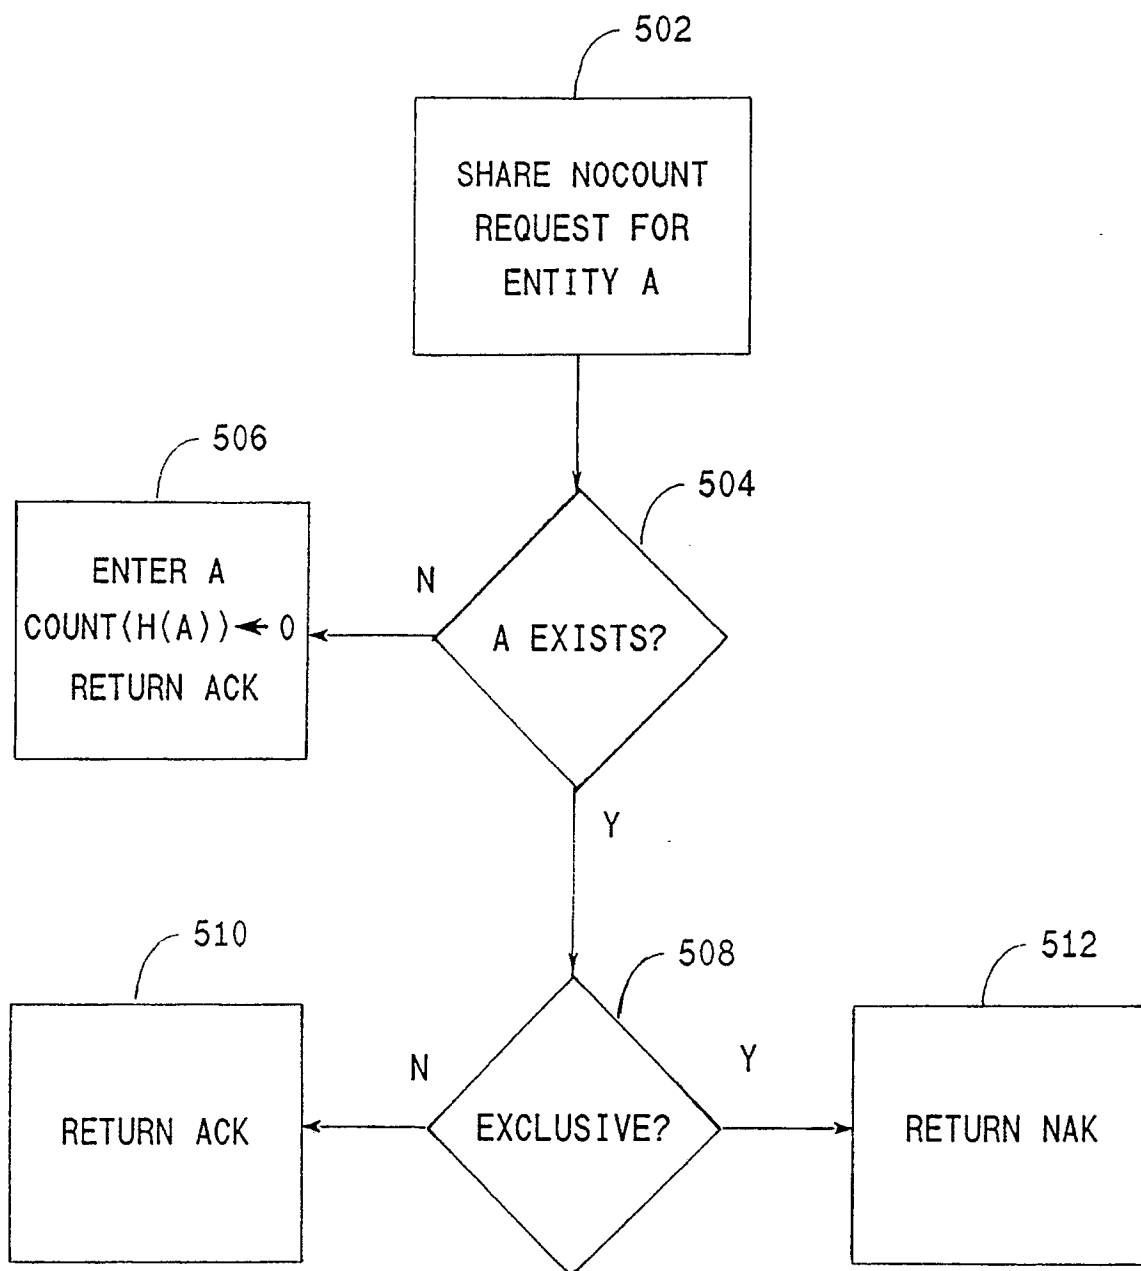 502
SHARE NOCOUNT
REQUEST FOR
ENTITY A
506
504
ENTER A
COUNT(H(A))← 0
RETURN ACK
N
A EXISTS?
Y
510
508
512
N
Y
RETURN ACK
EXCLUSIVE?
RETURN NAK